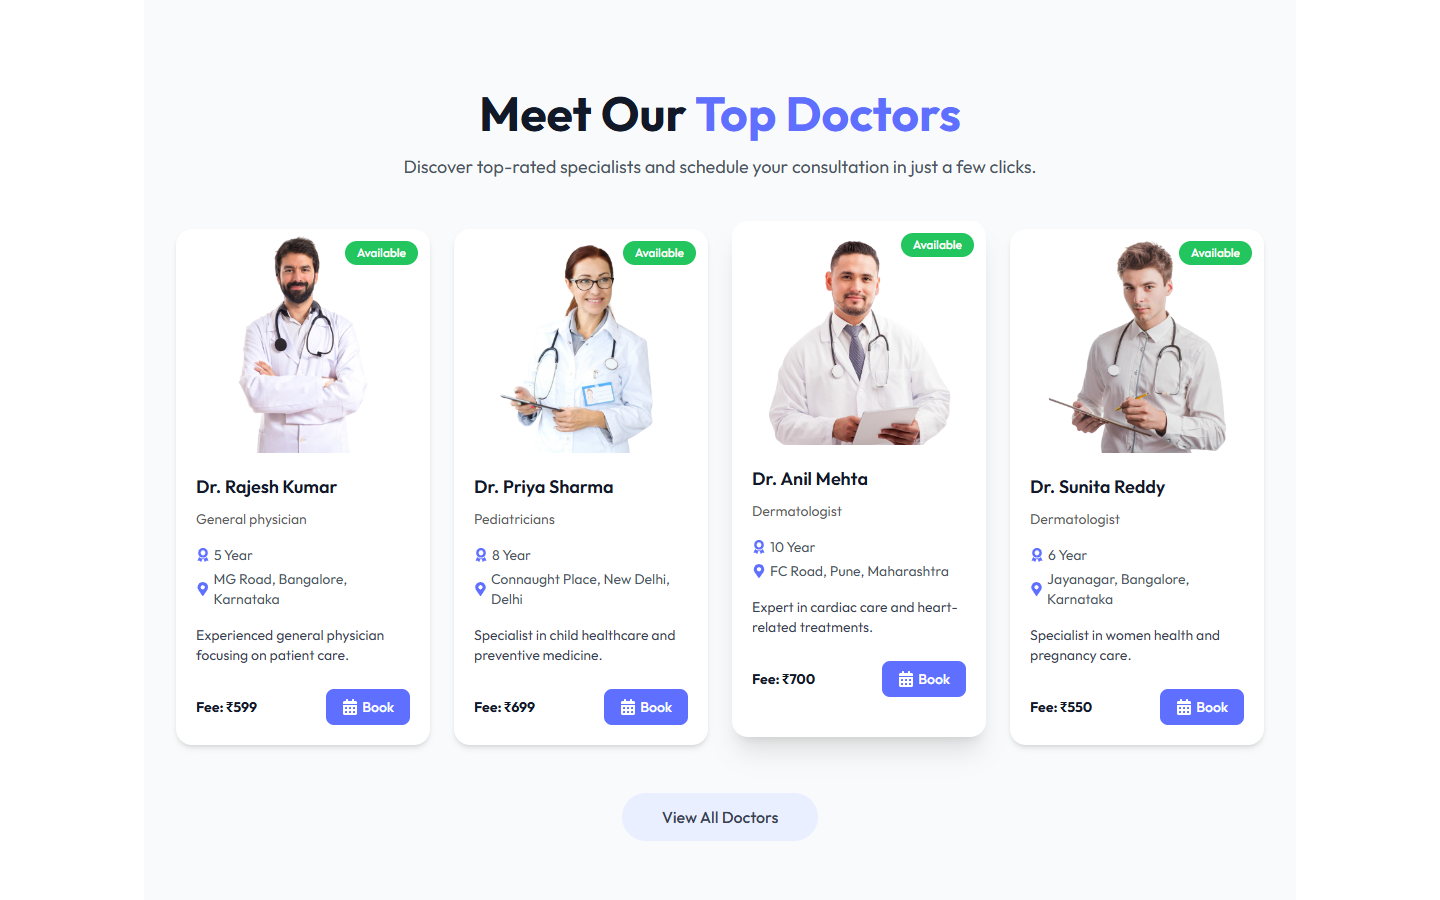 Meet Our Top Doctors
Discover top-rated specialists and schedule your consultation in just a few clicks.
Available
Dr. Rajesh Kumar
General physician
5 Year
MG Road, Bangalore,
Karnataka
Experienced general physician
focusing on patient care.
Fee: ₹599
Book
Available
Dr. Priya Sharma
Pediatricians
8 Year
Connaught Place, New Delhi,
Delhi
Specialist in child healthcare and
preventive medicine.
Fee: ₹699
Book
Available
Dr. Anil Mehta
Dermatologist
10 Year
FC Road, Pune, Maharashtra
Expert in cardiac care and heart-
related treatments.
Fee: ₹700
Book
Available
Dr. Sunita Reddy
Dermatologist
6 Year
Jayanagar, Bangalore,
Karnataka
Specialist in women health and
pregnancy care.
Fee: ₹550
Book
View All Doctors